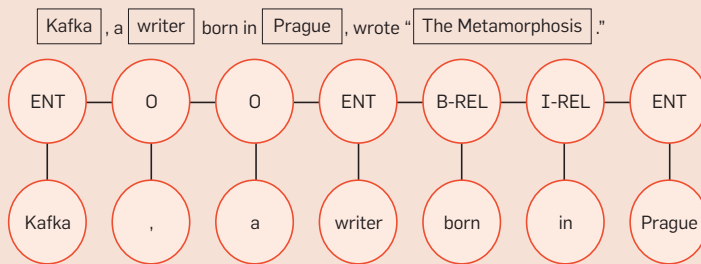 Kafka , a writer born in Prague , wrote “ The Metamorphosis .”
ENT O O ENT B-REL I-REL ENT
Kafka , a writer born in Prague